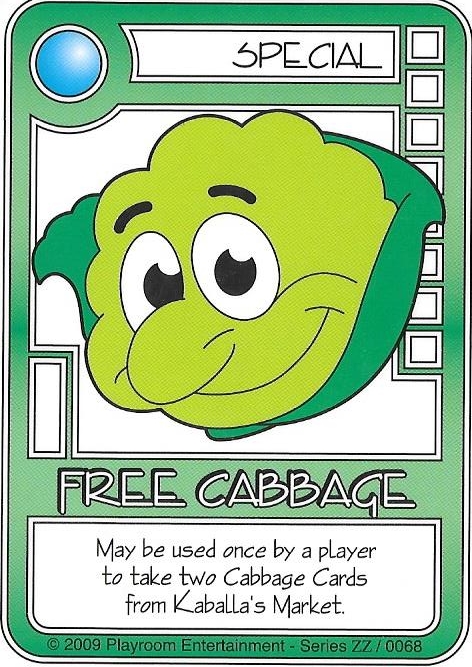 SPECIAL
FREE CABBAGE
May be used once by a player
to take two Cabbage Cards
from Kaballa's Market.
© 2009 Playroom Entertainment - Series ZZ / 0068